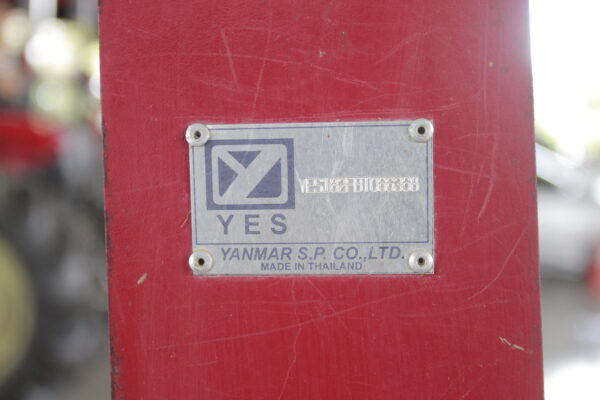 YES
YANMAR S.P. CO.,LTD.
MADE IN THAILAND